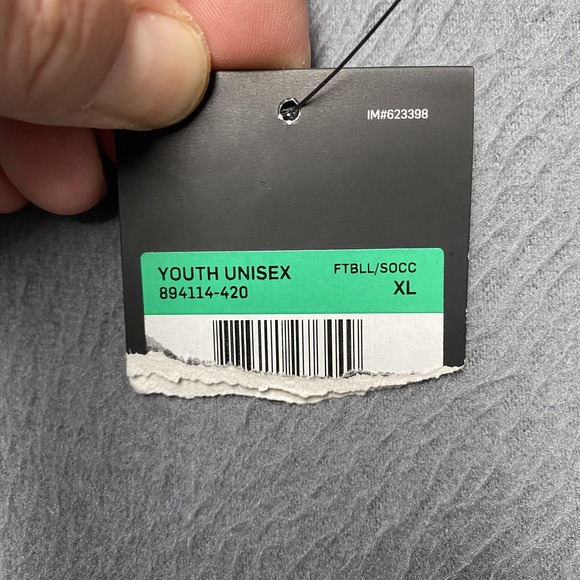 IM#623398
YOUTH UNISEX FTBLL/SOCC
894114-420 XL